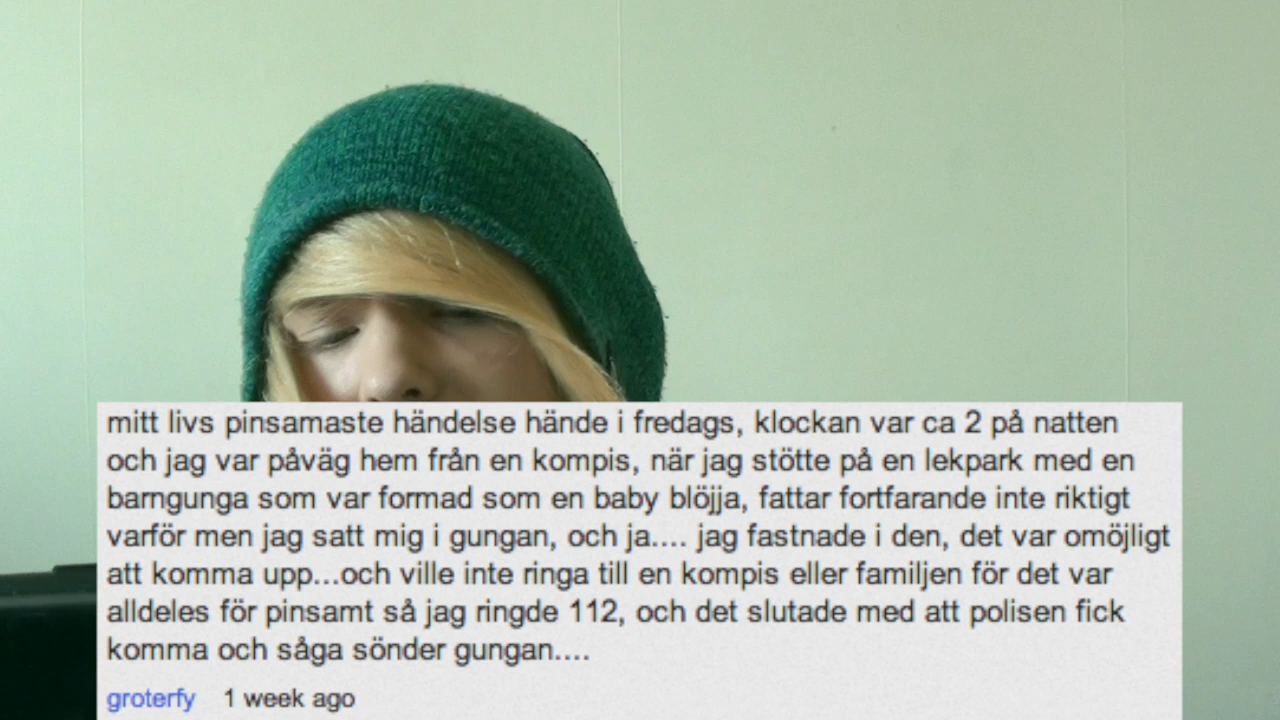 mitt livs pinsamaste händelse hände i fredags, klockan var ca 2 på natten
och jag var påväg hem från en kompis, när jag stötte på en lekpark med en
barngunga som var formad som en baby blöjja, fattar fortfarande inte riktigt
varför men jag satt mig i gungan, och ja.... jag fastnade i den, det var omöjligt
att komma upp...och ville inte ringa till en kompis eller familjen för det var
alldeles för pinsamt så jag ringde 112, och det slutade med att polisen fick
komma och såga sönder gungan....
groterfy 1 week ago